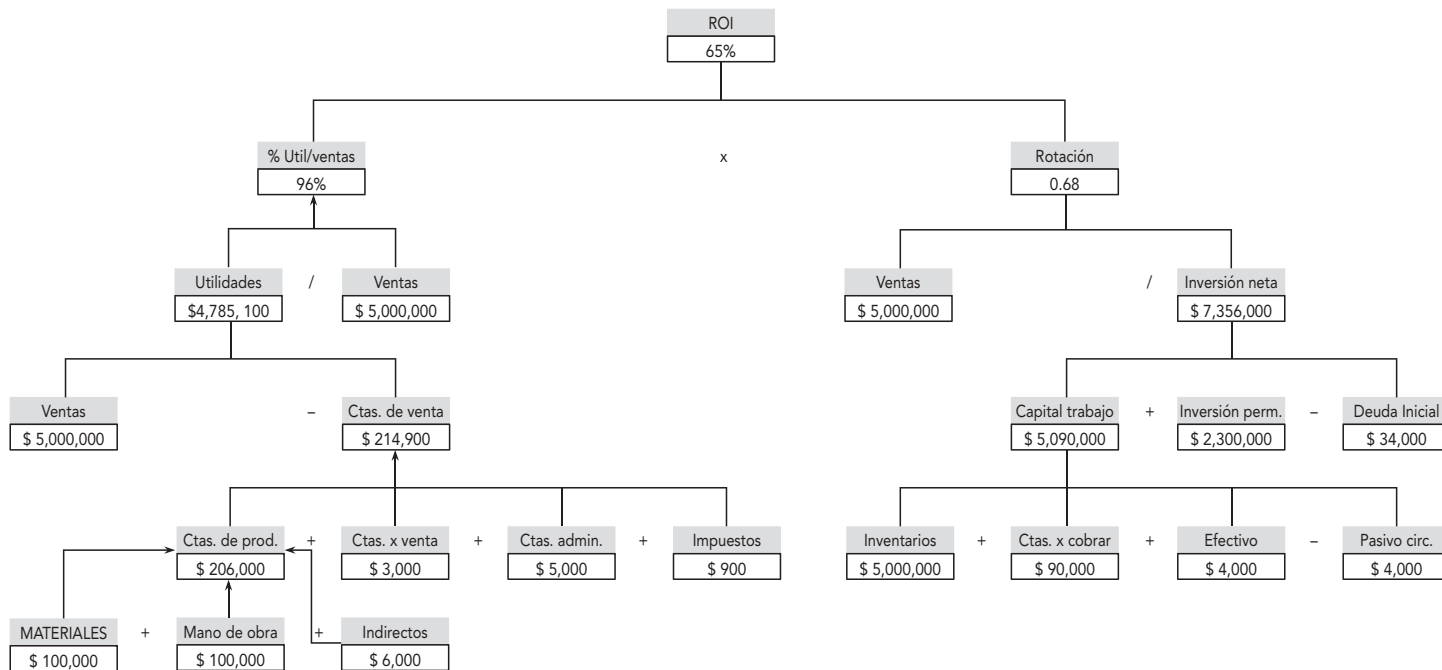 ROI
65%
% Util/ventas
x
Rotación
96%
0.68
Utilidades / Ventas
Ventas / Inversión neta
$4,785, 100
$ 5,000,000
$ 5,000,000
$ 7,356,000
Ventas – Ctas. de venta
Capital trabajo + Inversión perm. – Deuda Inicial
$ 5,000,000
$ 214,900
$ 5,090,000
$ 2,300,000
$ 34,000
Ctas. de prod. + Ctas. x venta + Ctas. admin. + Impuestos
Inventarios + Ctas. x cobrar + Efectivo – Pasivo circ.
$ 206,000
$ 3,000
$ 5,000
$ 900
$ 5,000,000
$ 90,000
$ 4,000
$ 4,000
MATERIALES + Mano de obra + Indirectos
$ 100,000
$ 100,000
$ 6,000